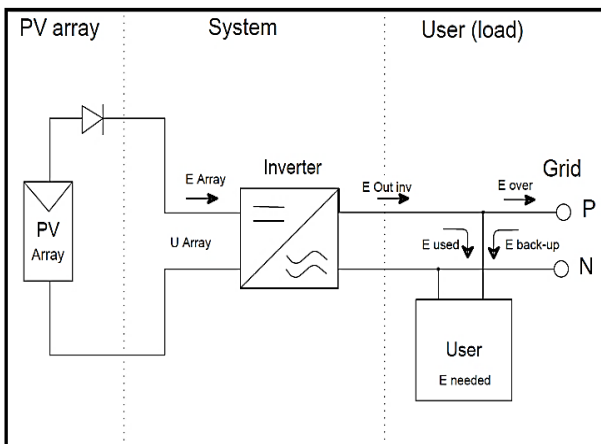 PV array
System
User (load)
E Array
Inverter
E Out inv
E over
Grid
P
PV
Array
U Array
E used
E back-up
N
User
E needed